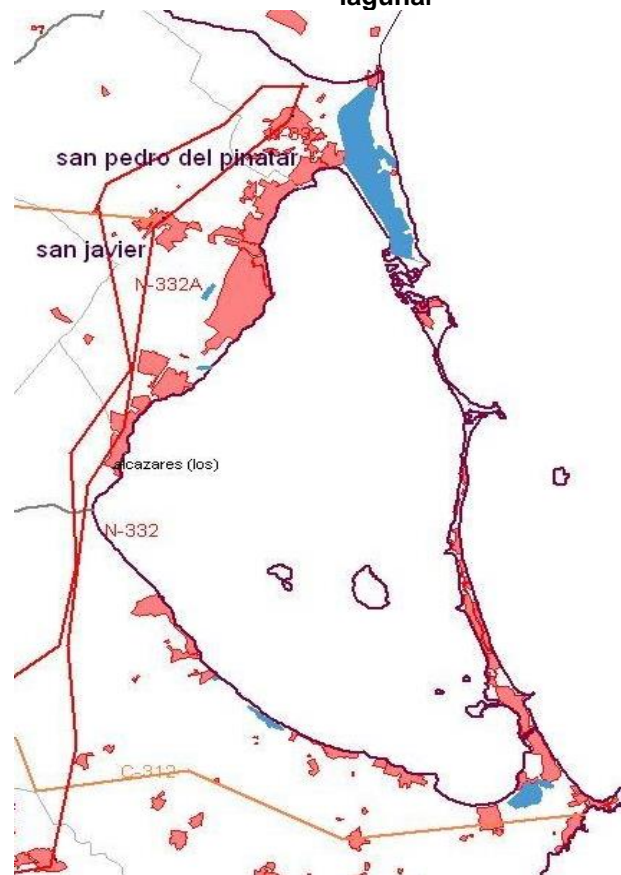 lagunar
san pedro del pinatar
san javier
N-332A
alcazares (los)
N-332
C-312